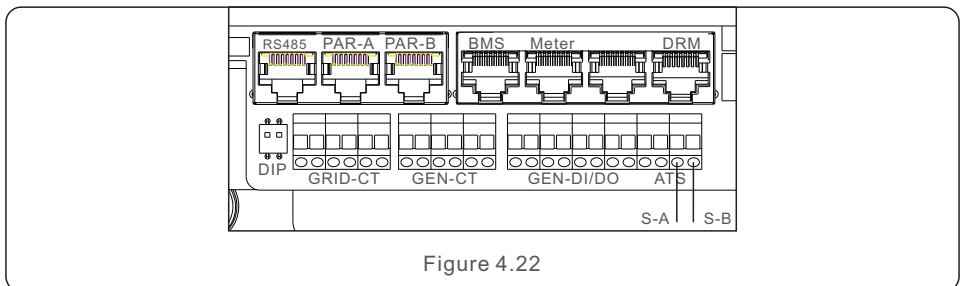 RS485 PAR-A PAR-B BMS Meter DRM
DIP GRID-CT GEN-CT GEN-DI/DO ATS
S-A S-B
Figure 4.22